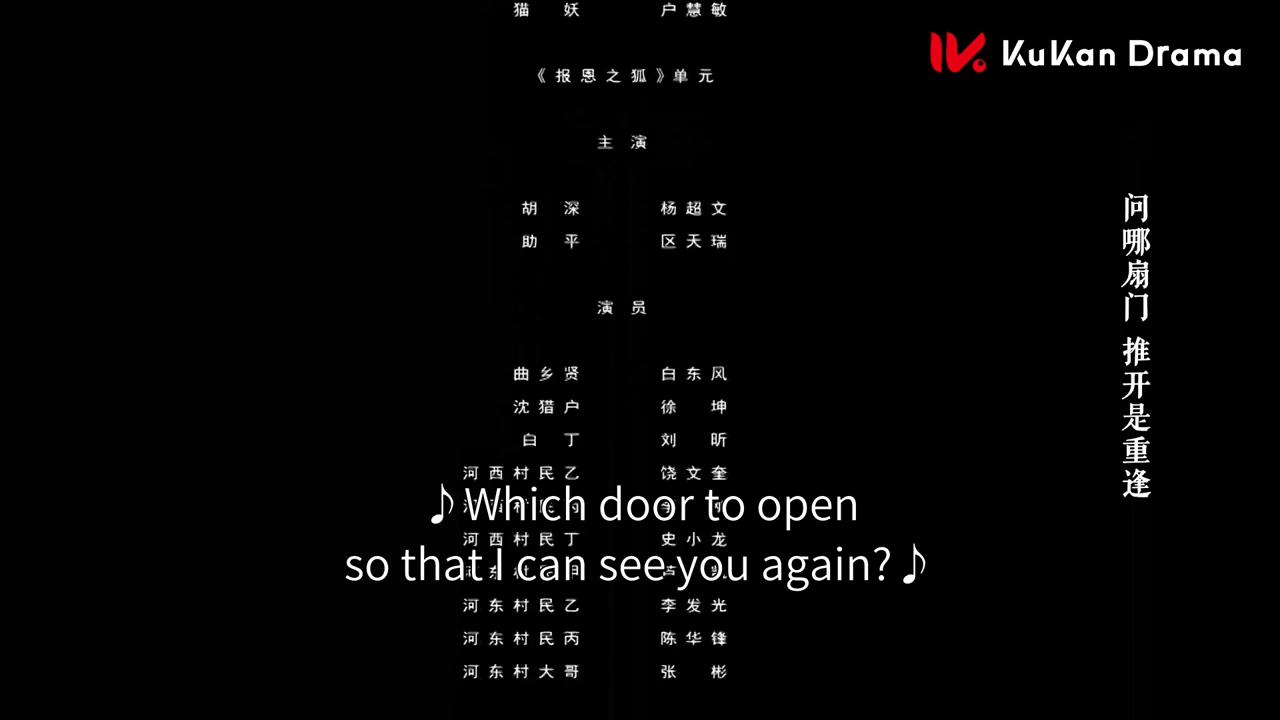 猫妖 户慧敏
KuKan Drama
《报恩之狐》单元
主演
胡深 杨超文
助平 区天瑞
演员
曲乡贤 白东风
沈猎户 徐坤
白丁 刘昕
河西村民乙 饶文奎
河西村民丁 史小龙
河东村民乙 李发光
河东村民丙 陈华锋
河东村大哥 张彬
♪Which door to open
so that I can see you again?♪
问哪扇门 推开是重逢